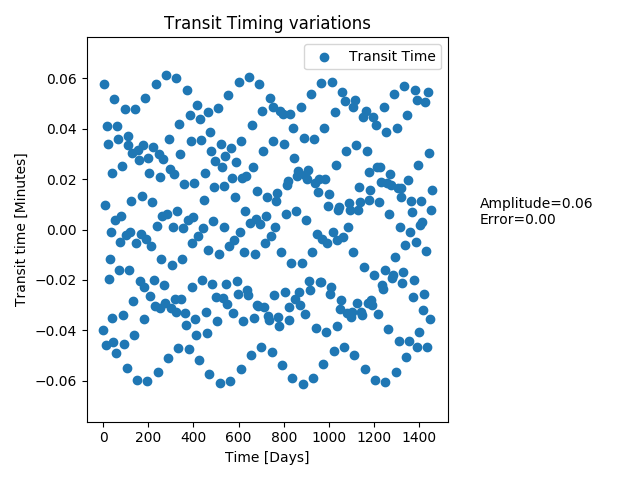 Transit Timing variations
Transit Time
Transit time [Minutes]
0.06
0.04
0.02
0.00
−0.02
−0.04
−0.06
0 200 400 600 800 1000 1200 1400
Time [Days]
Amplitude=0.06
Error=0.00